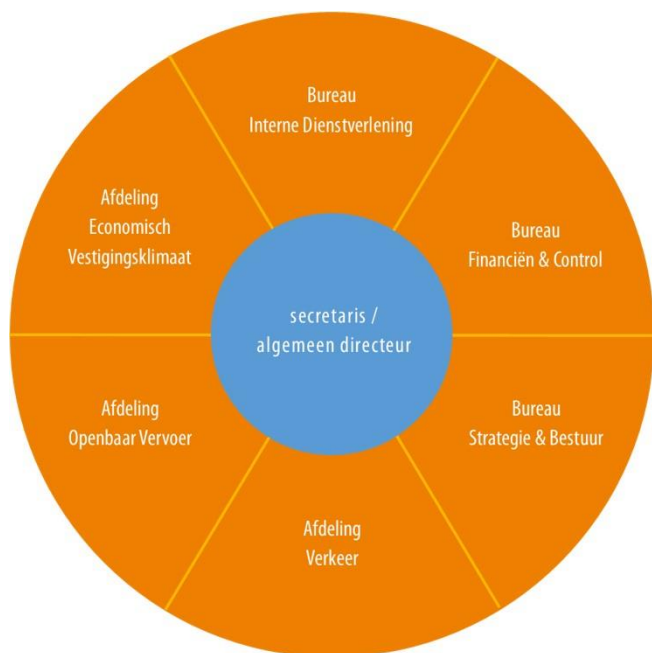 Bureau
Interne Dienstverlening
Afdeling
Economisch
Vestigingsklimaat
Bureau
Financiën & Control
secretaris /
algemeen directeur
Afdeling
Openbaar Vervoer
Bureau
Strategie & Bestuur
Afdeling
Verkeer